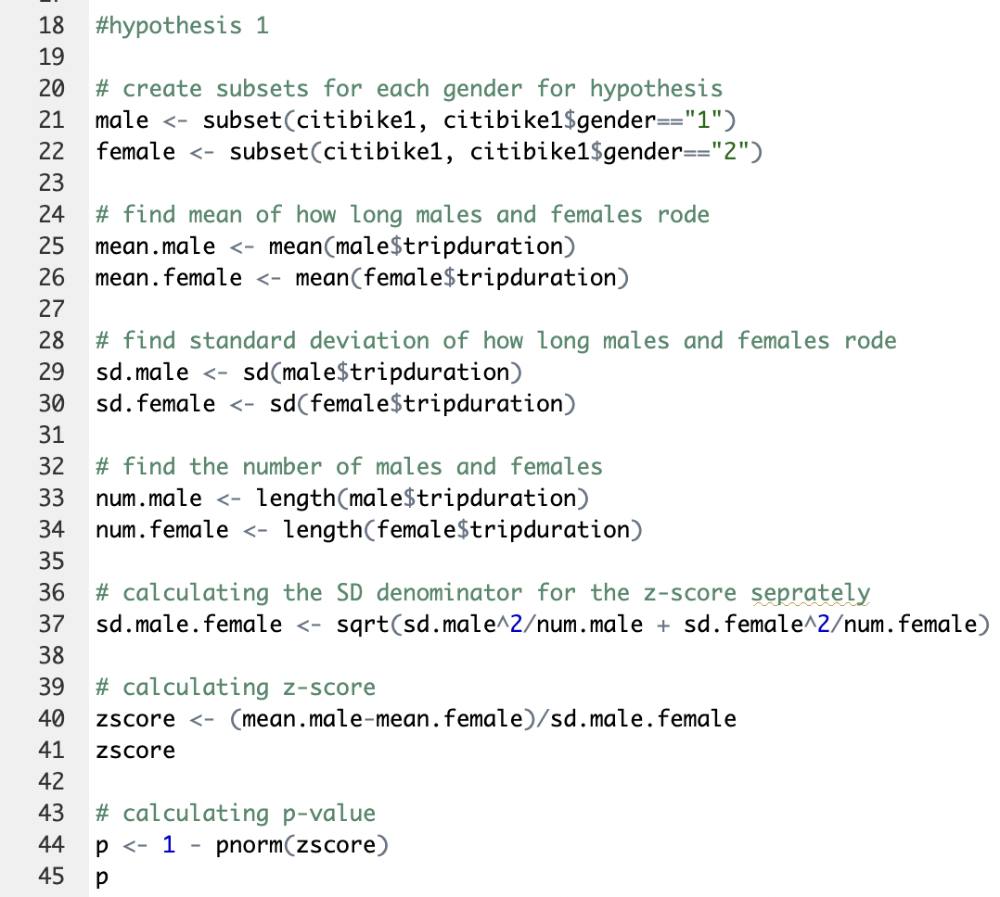 18 #hypothesis 1
19
20 # create subsets for each gender for hypothesis
21 male <- subset(citibike1, citibike1$gender=="1")
22 female <- subset(citibike1, citibike1$gender=="2")
23
24 # find mean of how long males and females rode
25 mean.male <- mean(male$tripduration)
26 mean.female <- mean(female$tripduration)
27
28 # find standard deviation of how long males and females rode
29 sd.male <- sd(male$tripduration)
30 sd.female <- sd(female$tripduration)
31
32 # find the number of males and females
33 num.male <- length(male$tripduration)
34 num.female <- length(female$tripduration)
35
36 # calculating the SD denominator for the z-score seprately
37 sd.male.female <- sqrt(sd.male^2/num.male + sd.female^2/num.female)
38
39 # calculating z-score
40 zscore <- (mean.male-mean.female)/sd.male.female
41 zscore
42
43 # calculating p-value
44 p <- 1 - pnorm(zscore)
45 p